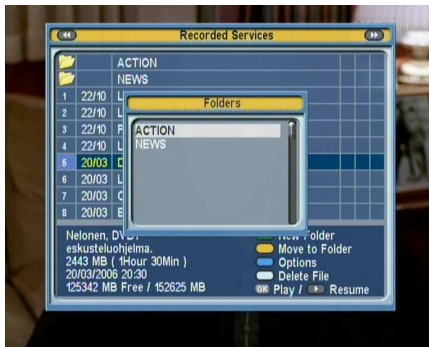 Recorded Services
ACTION
NEWS
1 22/10 L
2 22/10 L
3 22/10 F
4 22/10 L
5 20/03 D
6 20/03 L
7 20/03 C
8 20/03 E
Folders
ACTION
NEWS
Nelonen, DVBT
eskusteluohjelma.
2443 MB ( 1Hour 30Min )
20/03/2006 20:30
125342 MB Free / 152625 MB
New Folder
Move to Folder
Options
Delete File
OK Play / Resume